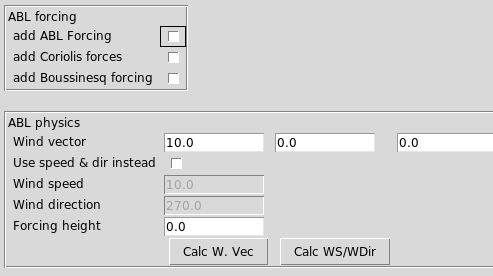 ABL forcing
add ABL Forcing
add Coriolis forces
add Boussinesq forcing
ABL physics
Wind vector 10.0 0.0 0.0
Use speed & dir instead
Wind speed 10.0
Wind direction 270.0
Forcing height 0.0
Calc W. Vec Calc WS/WDir